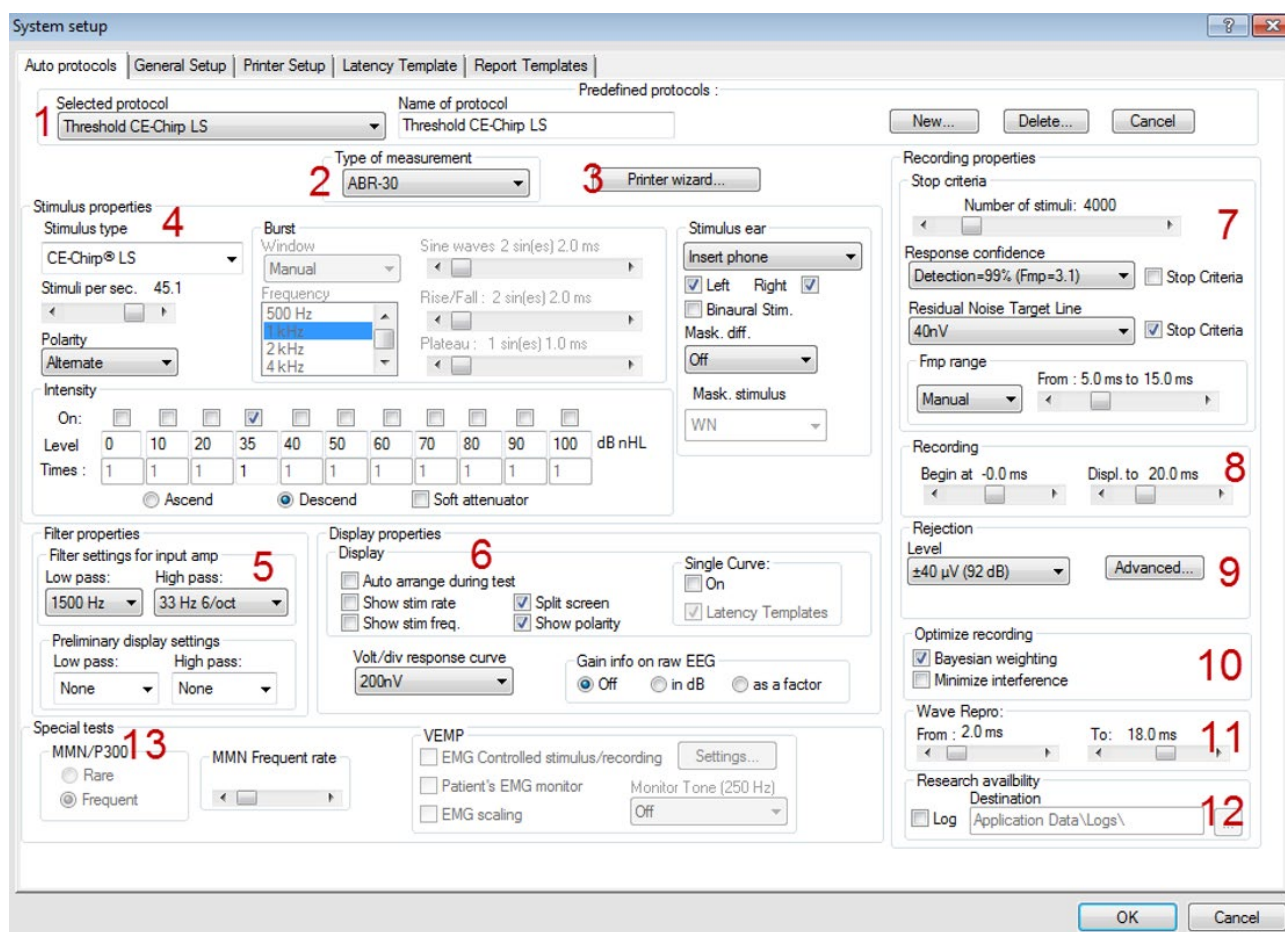 System setup
Auto protocols General Setup Printer Setup Latency Template Report Templates
Predefined protocols :
1
Selected protocol
Threshold CE-Chirp LS
Name of protocol
Threshold CE-Chirp LS
New... Delete... Cancel
2
Type of measurement
ABR-30
3
Printer wizard...
Stimulus properties
4
Stimulus type
CE-Chirp® LS
Stimuli per sec. 45.1
Polarity
Alternate
Burst
Window
Manual
Frequency
500 Hz
1 kHz
2 kHz
4 kHz
Sine waves 2 sin(es) 2.0 ms
Rise/Fall : 2 sin(es) 2.0 ms
Plateau : 1 sin(es) 1.0 ms
Stimulus ear
Insert phone
Left Right
Binaural Stim.
Mask. diff.
Off
Mask. stimulus
WN
Intensity
On:
Level 0 10 20 35 40 50 60 70 80 90 100 dB nHL
Times : 1 1 1 1 1 1 1 1 1 1 1
Ascend Descend Soft attenuator
Filter properties
Filter settings for input amp
5
Low pass: High pass:
1500 Hz 33 Hz 6/oct
Preliminary display settings
Low pass: High pass:
None None
Display properties
6
Display
Auto arrange during test
Show stim rate Split screen
Show stim freq. Show polarity
Single Curve:
On
Latency Templates
Volt/div response curve
200nV
Gain info on raw EEG
Off in dB as a factor
Special tests
13
MMN/P300
Rare
Frequent
MMN Frequent rate
VEMP
EMG Controlled stimulus/recording Settings...
Patient's EMG monitor
EMG scaling
Monitor Tone (250 Hz)
Off
Recording properties
Stop criteria
7
Number of stimuli: 4000
Response confidence
Detection=99% (Fmp=3.1) Stop Criteria
Residual Noise Target Line
40nV Stop Criteria
Fmp range
Manual
From : 5.0 ms to 15.0 ms
Recording
8
Begin at -0.0 ms Displ. to 20.0 ms
Rejection
Level
±40 µV (92 dB) Advanced... 9
Optimize recording
10
Bayesian weighting
Minimize interference
Wave Repro:
11
From : 2.0 ms To: 18.0 ms
Research availbility
12
Destination
Log Application Data\Logs\ ...
OK Cancel